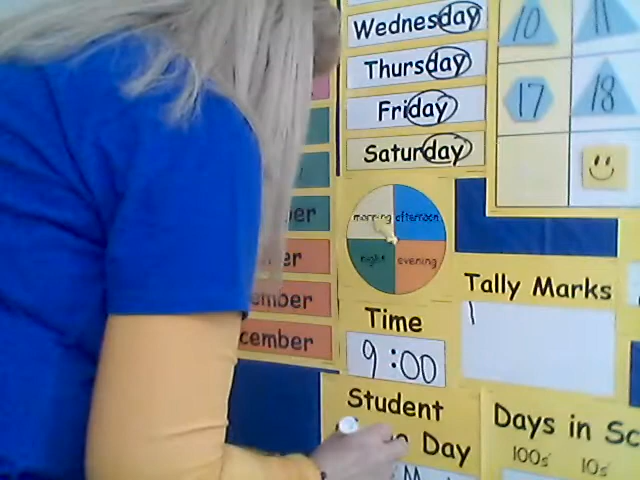 Wednesday
Thursday
Friday
Saturday
10
11
17
18
morning afternoon
night evening
ember
cember
Tally Marks
Time
9:00
Student
Day
Days in Sc
100s 10s